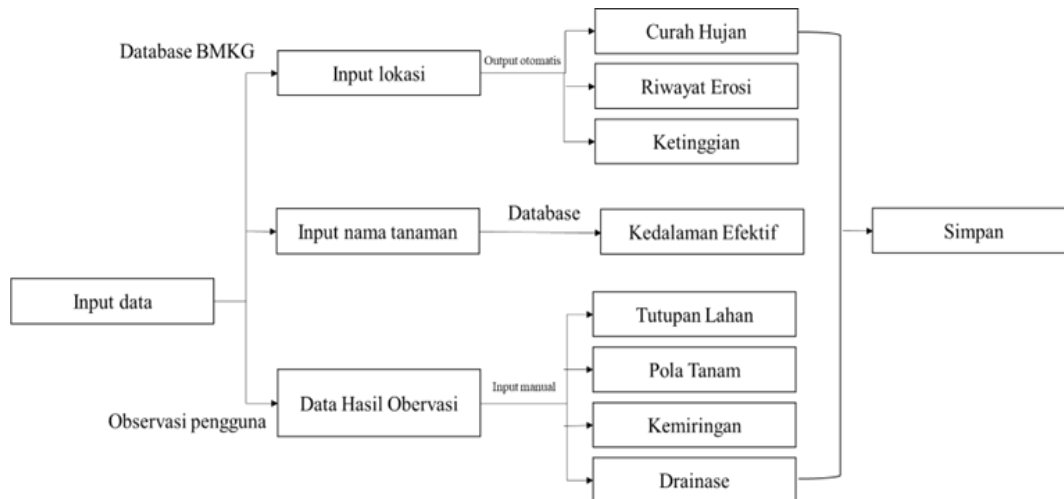 Database BMKG
Input lokasi
Output otomatis
Curah Hujan
Riwayat Erosi
Ketinggian
Input nama tanaman
Database
Kedalaman Efektif
Simpan
Input data
Observasi pengguna
Data Hasil Obervasi
Input manual
Tutupan Lahan
Pola Tanam
Kemiringan
Drainase